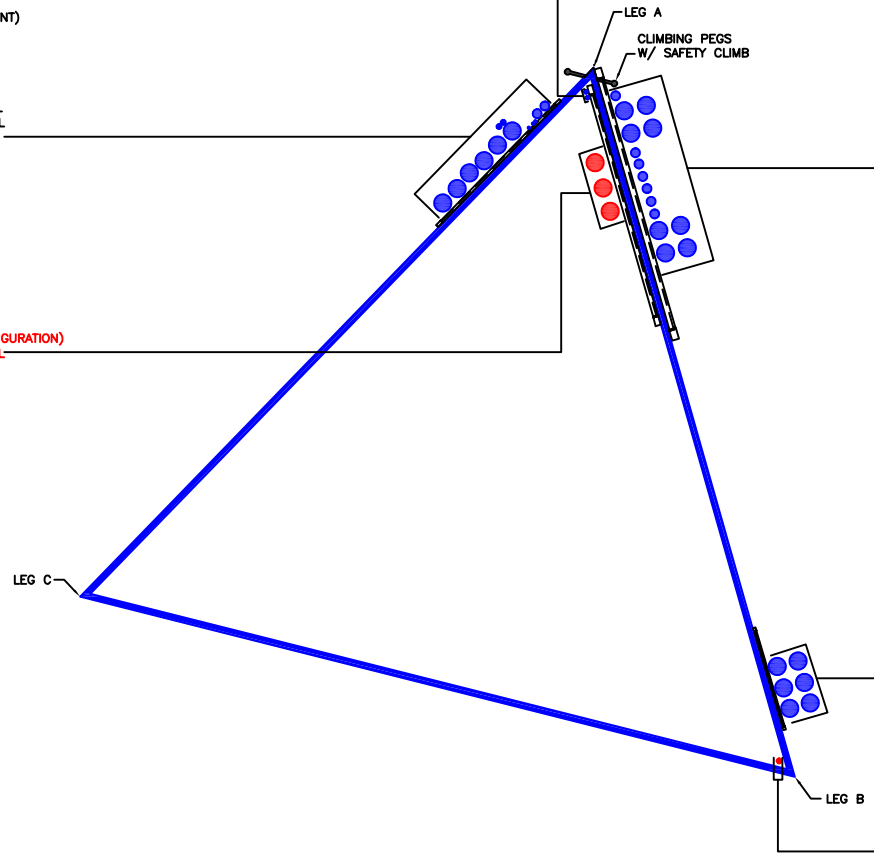 NT)
LEG A
CLIMBING PEGS
W/ SAFETY CLIMB
L
GURATION)
L
LEG C
LEG B